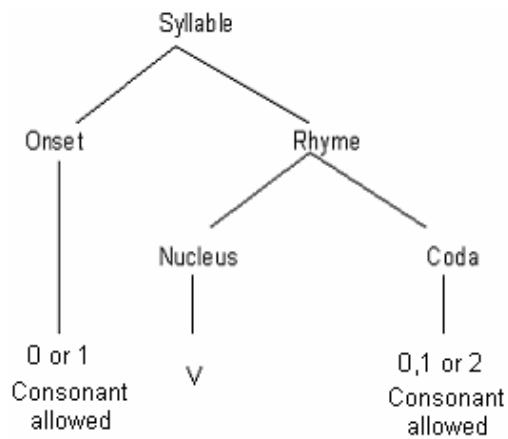 Syllable
Onset
Rhyme
Nucleus
Coda
0 or 1
Consonant
allowed
V
0,1 or 2
Consonant
allowed